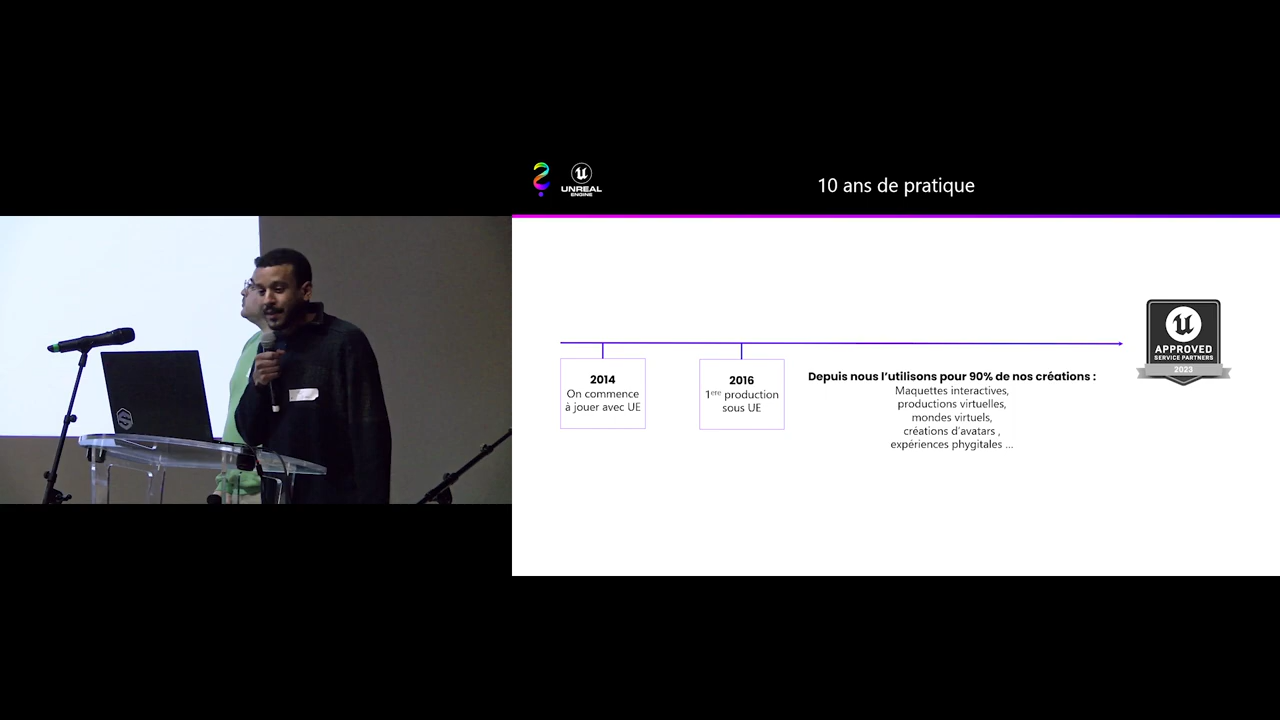 UNREAL
ENGINE
10 ans de pratique
2014
On commence
à jouer avec UE
2016
1ere production
sous UE
Depuis nous l’utilisons pour 90% de nos créations :
Maquettes interactives,
productions virtuelles,
mondes virtuels,
créations d’avatars ,
expériences phygitales ...
APPROVED
SERVICE PARTNERS
2023